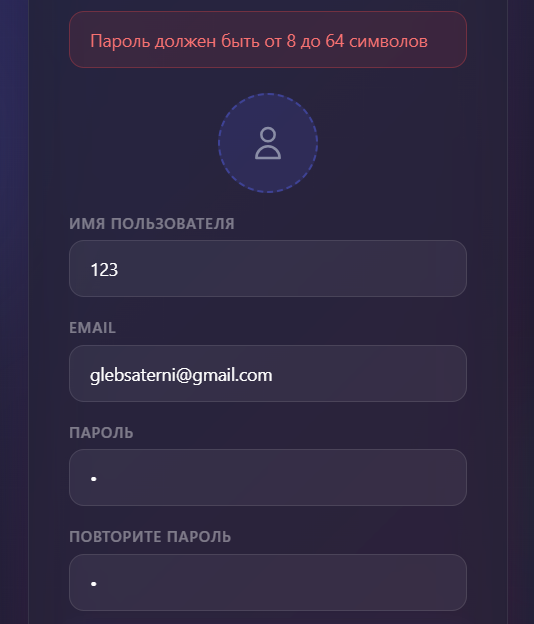 Пароль должен быть от 8 до 64 символов
ИМЯ ПОЛЬЗОВАТЕЛЯ
123
EMAIL
glebsaterni@gmail.com
ПАРОЛЬ
•
ПОВТОРИТЕ ПАРОЛЬ
•